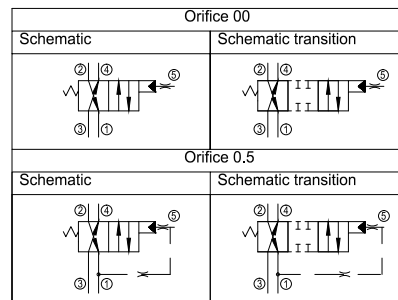 Orifice 00
Schematic Schematic transition
② ④ ② ④
⑤ ⑤
③ ① ③ ①
Orifice 0.5
Schematic Schematic transition
② ④ ⑤ ② ④ ⑤
③ ① ③ ①